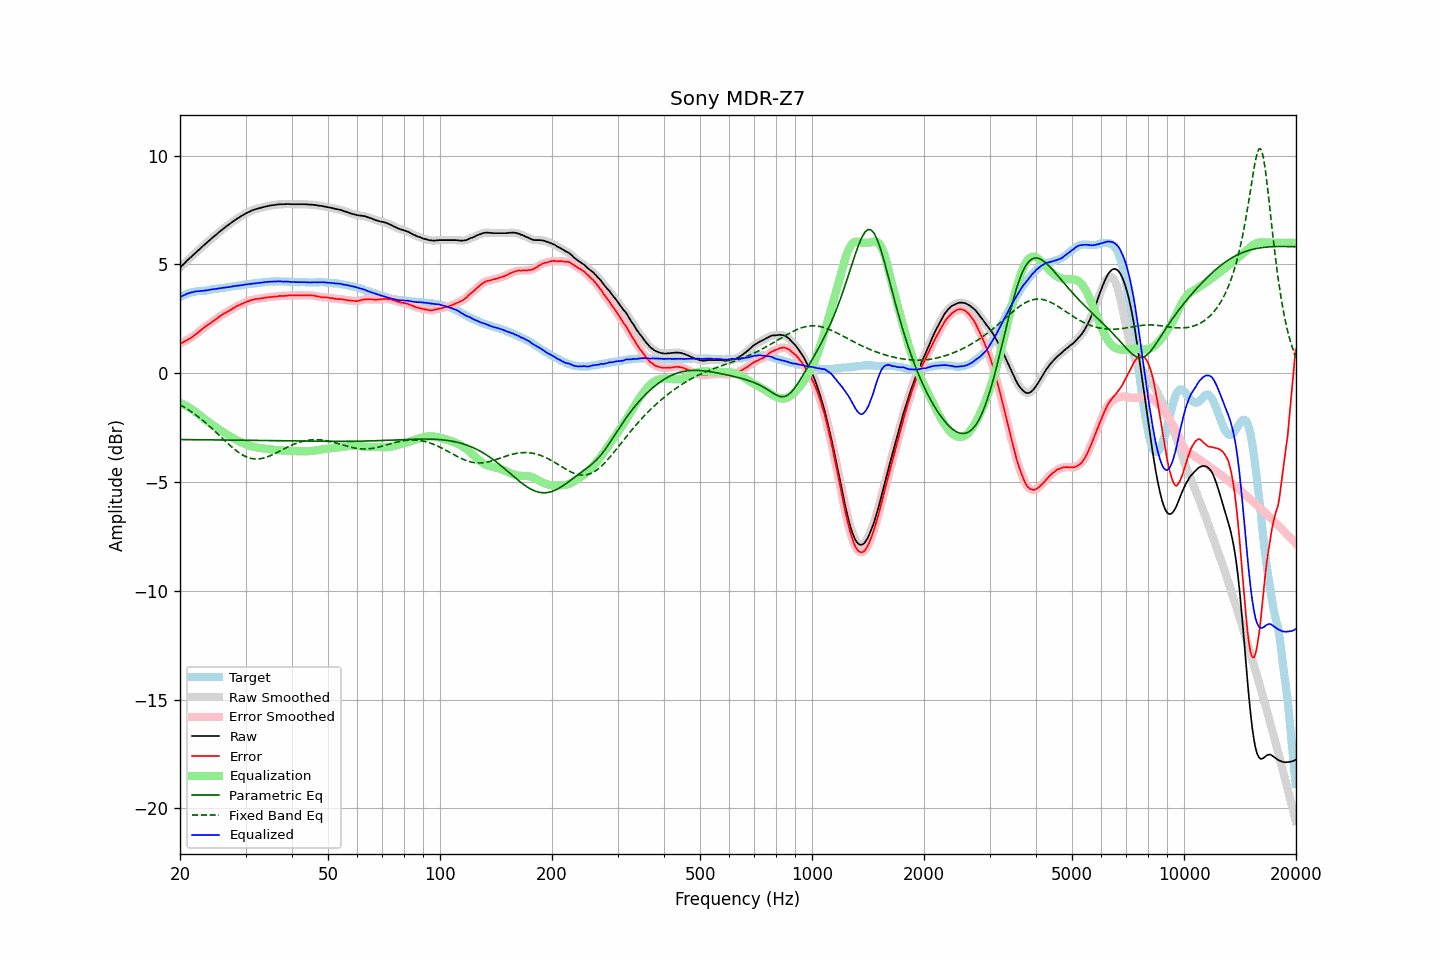 Sony MDR-Z7
Amplitude (dBr)
10
5
0
−5
−10
−15
−20
Target
Raw Smoothed
Error Smoothed
Raw
Error
Equalization
Parametric Eq
Fixed Band Eq
Equalized
20 50 100 200 500 1000 2000 5000 10000 20000
Frequency (Hz)